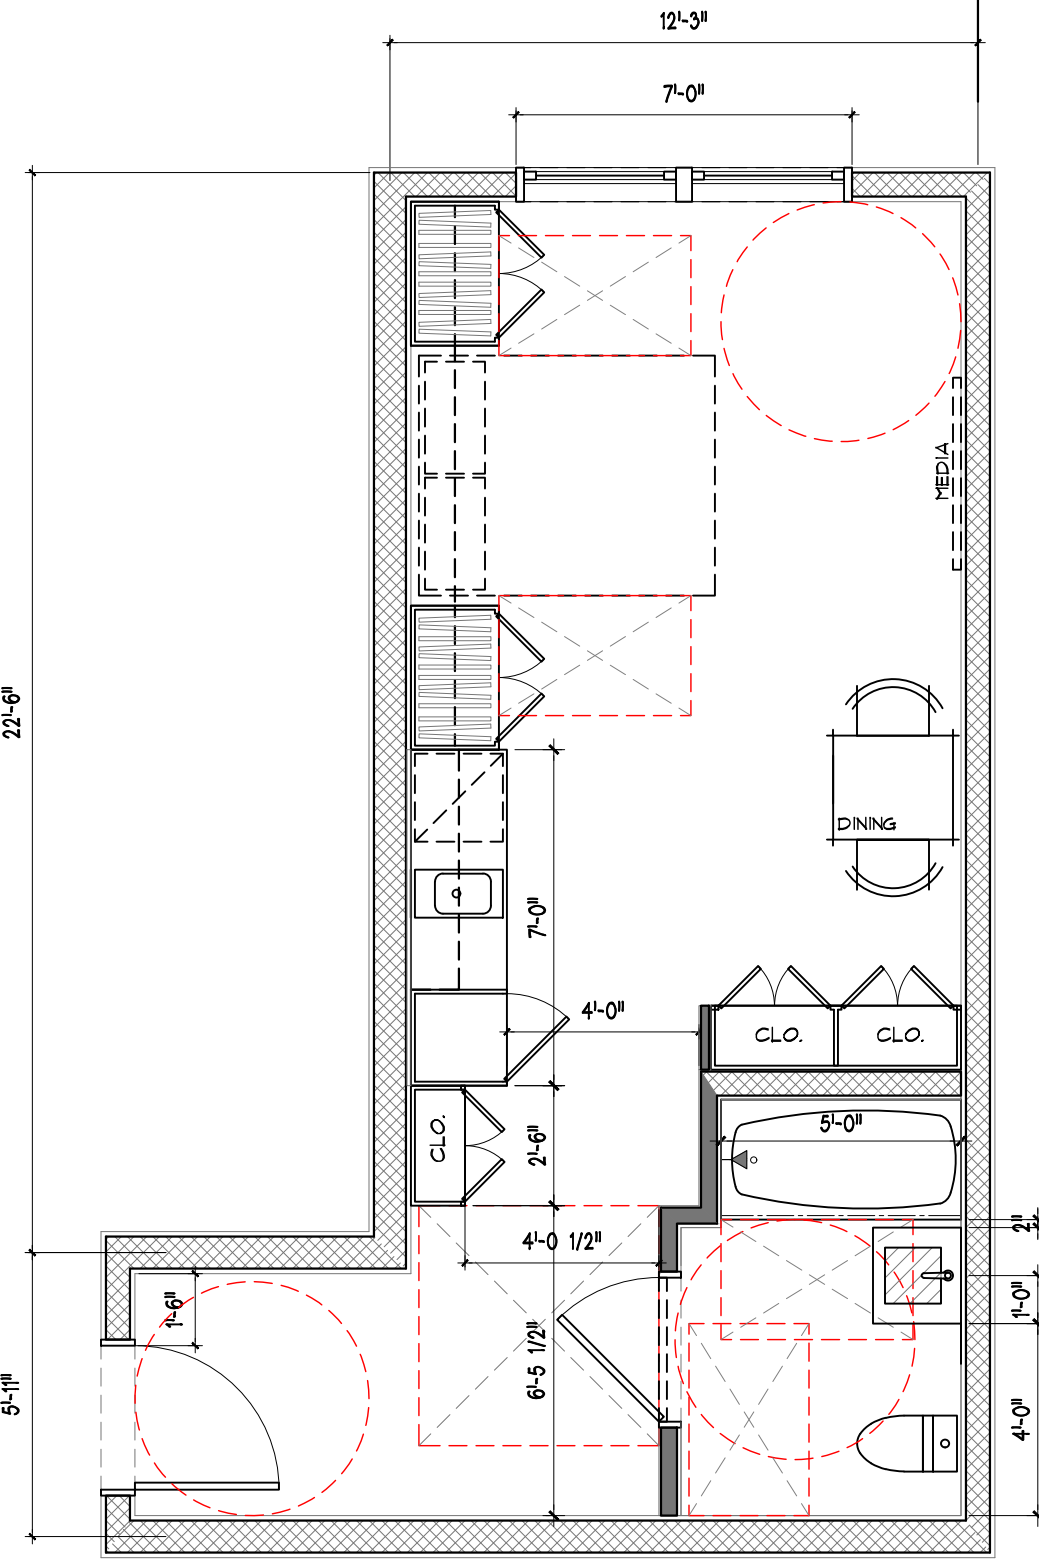 12'-3"
7'-0"
MEDIA
22'-6"
DINING
7'-0"
4'-0"
CLO.
CLO.
CLO.
2'-6"
5'-0"
2"
4'-0 1/2"
1'-6"
1'-0"
6'-5 1/2"
5'-11"
4'-0"